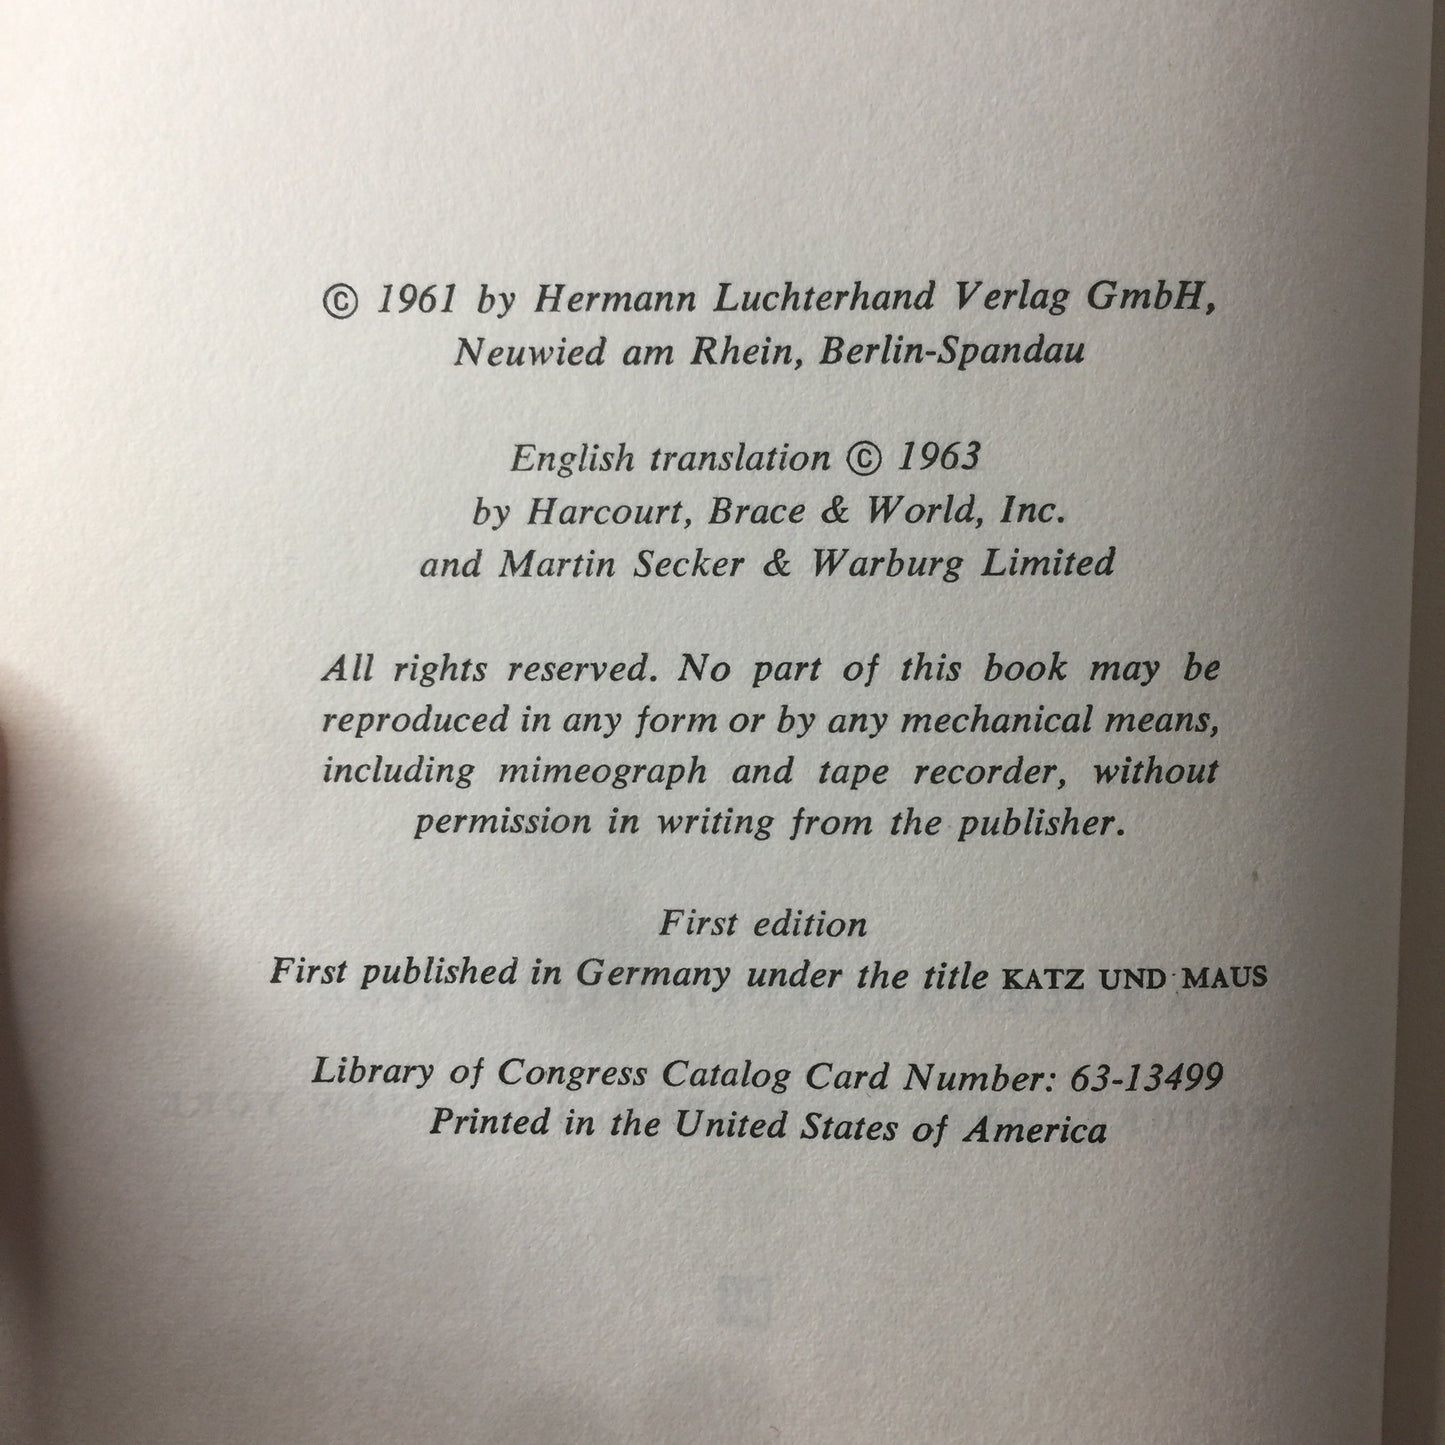 © 1961 by Hermann Luchterhand Verlag GmbH,
Neuwied am Rhein, Berlin-Spandau
English translation © 1963
by Harcourt, Brace & World, Inc.
and Martin Secker & Warburg Limited
All rights reserved. No part of this book may be
reproduced in any form or by any mechanical means,
including mimeograph and tape recorder, without
permission in writing from the publisher.
First edition
First published in Germany under the title KATZ UND MAUS
Library of Congress Catalog Card Number: 63-13499
Printed in the United States of America